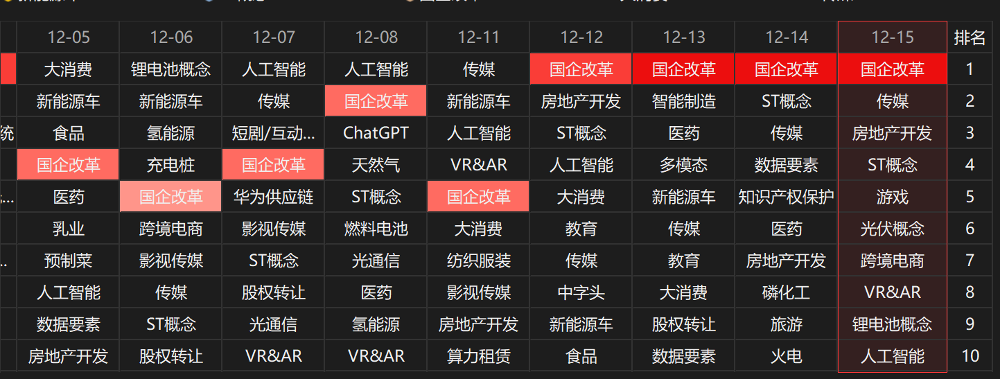 12-05 12-06 12-07 12-08 12-11 12-12 12-13 12-14 12-15 排名
大消费 锂电池概念 人工智能 人工智能 传媒 国企改革 国企改革 国企改革 国企改革 1
新能源车 新能源车 传媒 国企改革 新能源车 房地产开发 智能制造 ST概念 传媒 2
统 食品 氢能源 短剧/互动... ChatGPT 人工智能 ST概念 医药 传媒 房地产开发 3
国企改革 充电桩 国企改革 天然气 VR&AR 人工智能 多模态 数据要素 ST概念 4
... 医药 国企改革 华为供应链 ST概念 国企改革 大消费 新能源车 知识产权保护 游戏 5
乳业 跨境电商 影视传媒 燃料电池 大消费 教育 传媒 医药 光伏概念 6
.. 预制菜 影视传媒 ST概念 光通信 纺织服装 传媒 教育 房地产开发 跨境电商 7
人工智能 传媒 股权转让 医药 影视传媒 中字头 大消费 磷化工 VR&AR 8
数据要素 ST概念 光通信 氢能源 房地产开发 新能源车 股权转让 旅游 锂电池概念 9
房地产开发 股权转让 VR&AR VR&AR 算力租赁 食品 数据要素 火电 人工智能 10